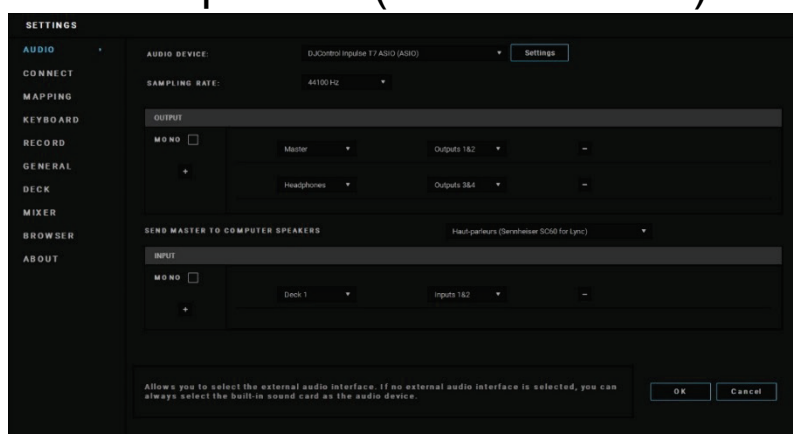 SETTINGS
AUDIO
CONNECT
MAPPING
KEYBOARD
RECORD
GENERAL
DECK
MIXER
BROWSER
ABOUT
AUDIO DEVICE: DJControl Inpulse T7 ASIO (ASIO) Settings
SAMPLING RATE: 44100 Hz
OUTPUT
MONO
Master Outputs 1&2 -
+
Headphones Outputs 3&4 -
SEND MASTER TO COMPUTER SPEAKERS Haut-parleurs (Sennheiser SC60 for Lync)
INPUT
MONO
Deck 1 Inputs 1&2 -
+
Allows you to select the external audio interface. If no external audio interface is selected, you can
always select the built-in sound card as the audio device.
OK Cancel